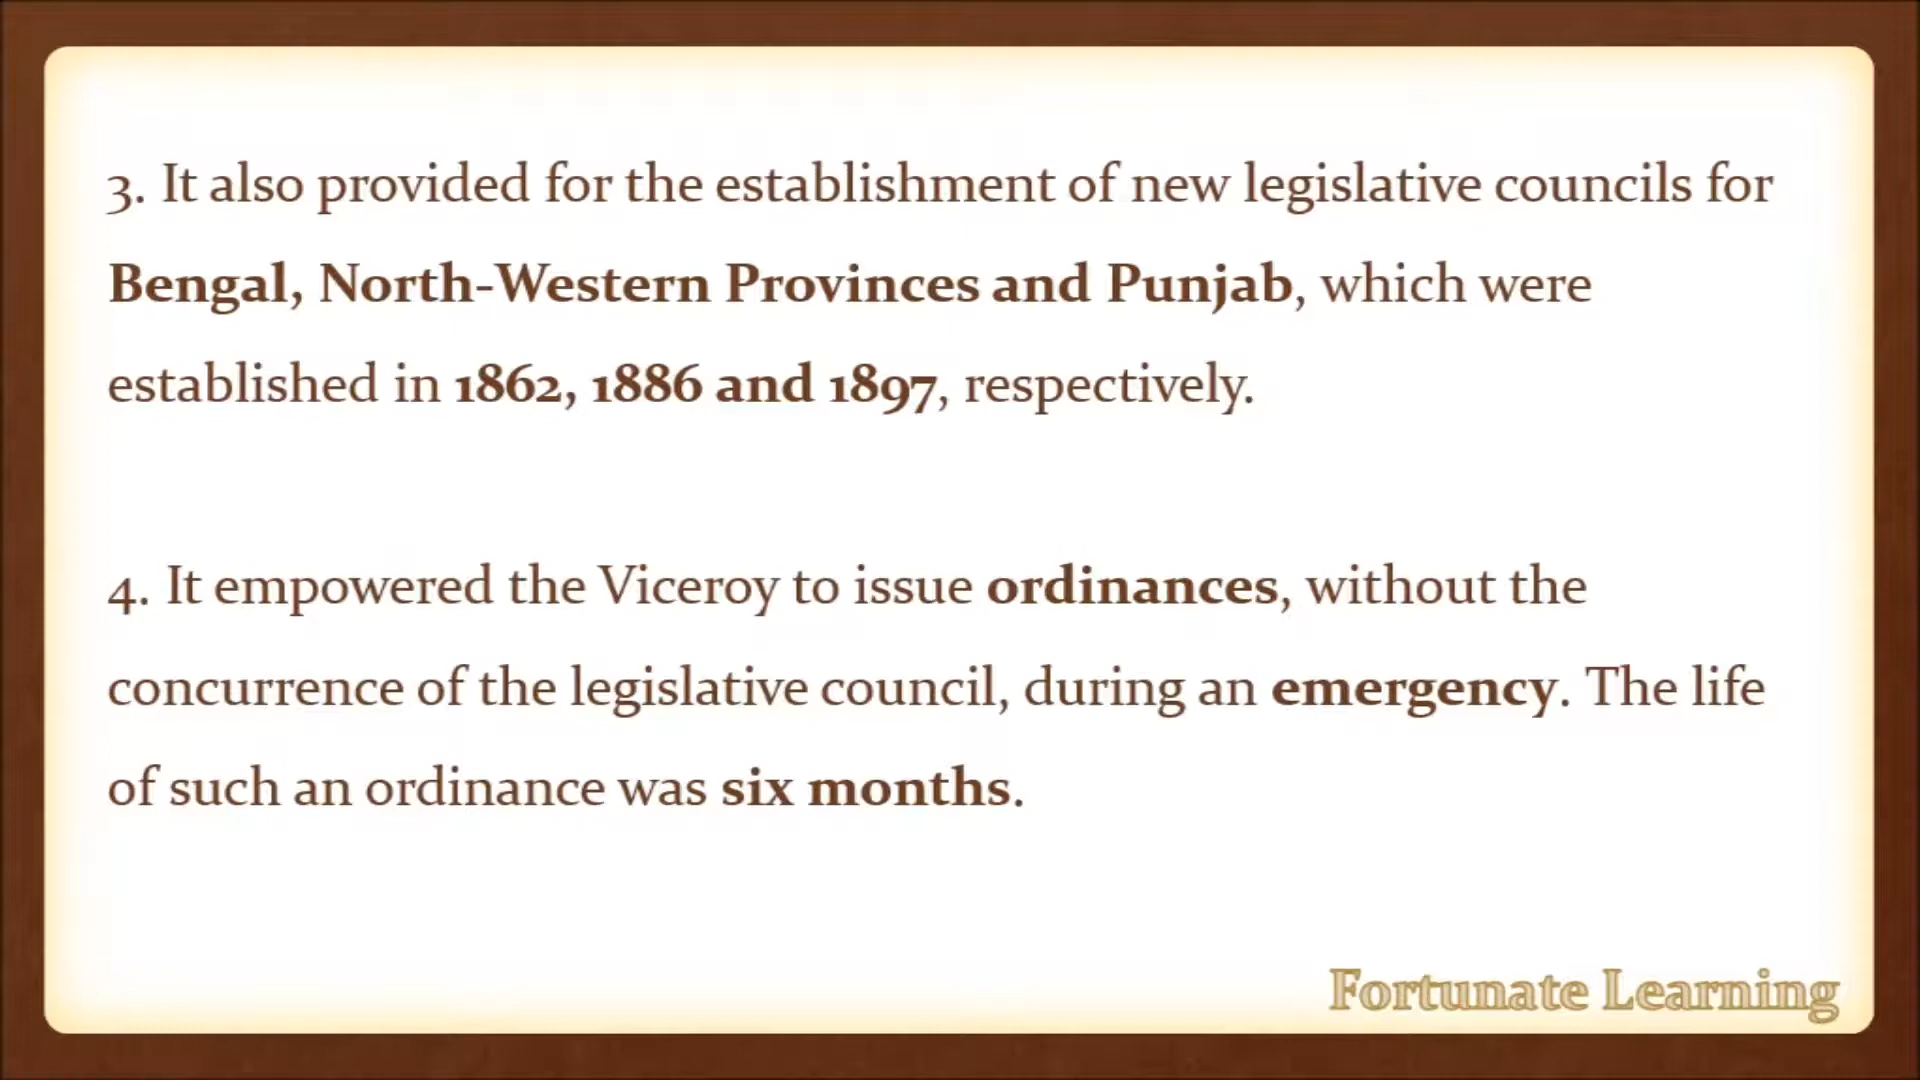 3. It also provided for the establishment of new legislative councils for
Bengal, North-Western Provinces and Punjab, which were
established in 1862, 1886 and 1897, respectively.
4. It empowered the Viceroy to issue ordinances, without the
concurrence of the legislative council, during an emergency. The life
of such an ordinance was six months.
Fortunate Learning